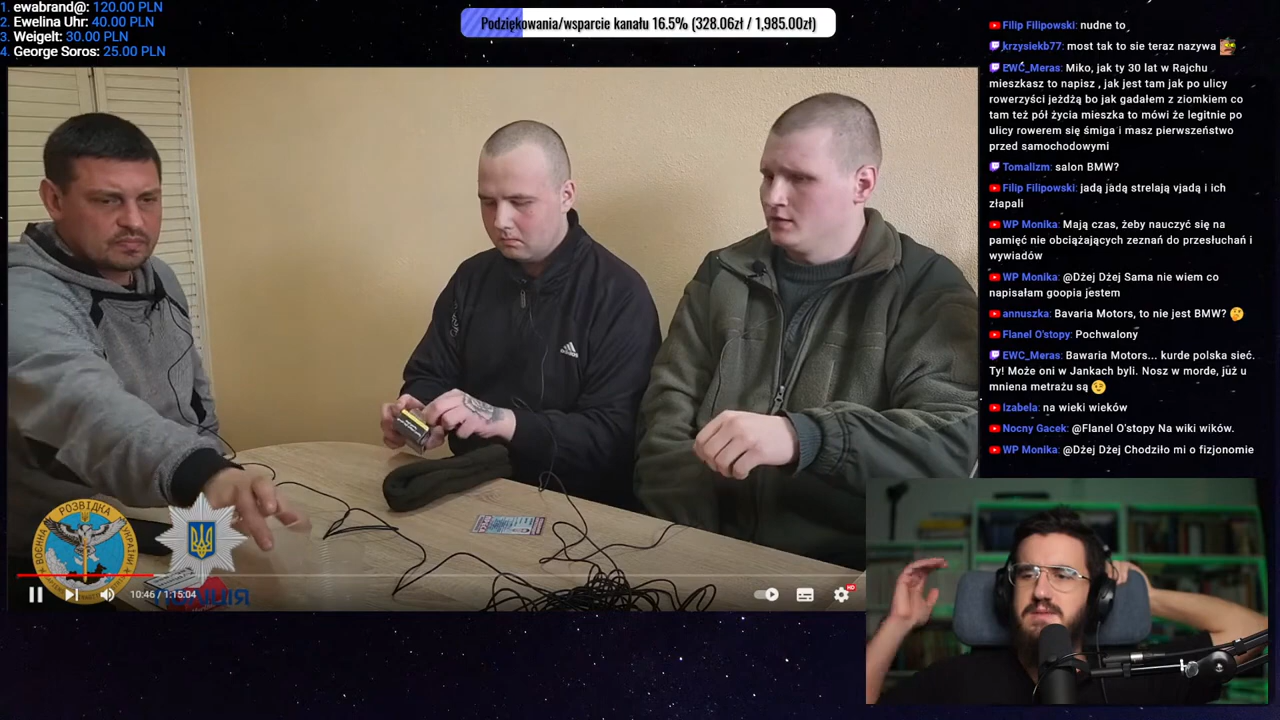 1. ewabrand@: 120.00 PLN
2. Ewelina Uhr: 40.00 PLN
3. Weigelt: 30.00 PLN
4. George Soros: 25.00 PLN
Podziękowania/wsparcie kanału 16.5% (328.06zł / 1,985.00zł)
Filip Filipowski: nudne to
krzysiekb77: most tak to sie teraz nazywa
EWC_Meras: Miko, jak ty 30 lat w Rajchu
mieszkasz to napisz , jak jest tam jak po ulicy
rowerzyści jeżdżą bo jak gadałem z ziomkiem co
tam też pół życia mieszka to mówi że legitnie po
ulicy rowerem się śmiga i masz pierwszeństwo
przed samochodowymi
Tomalizm: salon BMW?
Filip Filipowski: jadą jadą strelają vjadą i ich
złapali
WP Monika: Mają czas, żeby nauczyć się na
pamięć nie obciążających zeznań do przesłuchań i
wywiadów
WP Monika: @Dżej Dżej Sama nie wiem co
napisałam goopia jestem
annuszka: Bavaria Motors, to nie jest BMW?
Flanel O'stopy: Pochwalony
EWC_Meras: Bawaria Motors... kurde polska sieć.
Ty! Może oni w Jankach byli. Nosz w morde, już u
mniena metrażu są
Izabela: na wieki wieków
Nocny Gacek: @Flanel O'stopy Na wiki wików.
WP Monika: @Dżej Dżej Chodziło mi o fizjonomie
adidas
ВОЄННА РОЗВІДКА УКРАЇНИ
10:46 / 1:15:04
HD